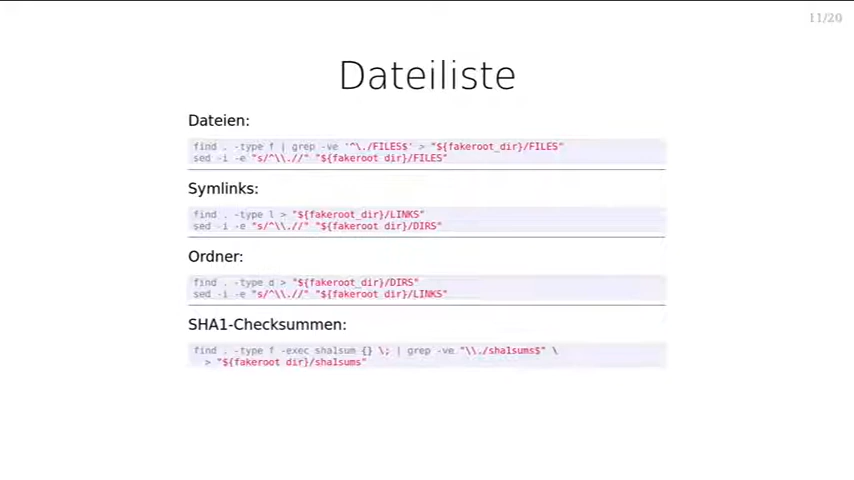 11/20
Dateiliste
Dateien:
find . -type f | grep -ve '^\./FILES$' > "${fakeroot_dir}/FILES"
sed -i -e "s/^\\.//" "${fakeroot_dir}/FILES"
Symlinks:
find . -type l > "${fakeroot_dir}/LINKS"
sed -i -e "s/^\\.//" "${fakeroot_dir}/DIRS"
Ordner:
find . -type d > "${fakeroot_dir}/DIRS"
sed -i -e "s/^\\.//" "${fakeroot_dir}/LINKS"
SHA1-Checksummen:
find . -type f -exec sha1sum {} \; | grep -ve "\\./sha1sums$" \
> "${fakeroot_dir}/sha1sums"